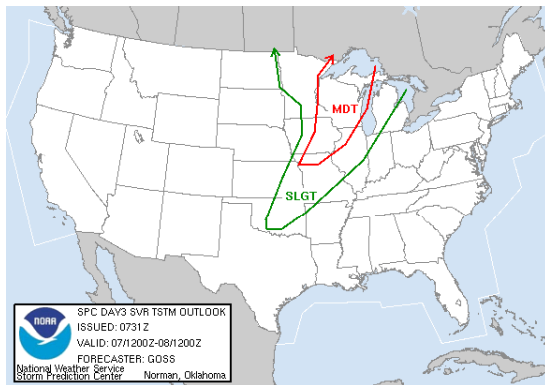 MDT
SLGT
SPC DAY3 SVR TSTM OUTLOOK
ISSUED: 0731Z
VALID: 07/1200Z-08/1200Z
FORECASTER: GOSS
NOAA
National Weather Service
Storm Prediction Center Norman, Oklahoma